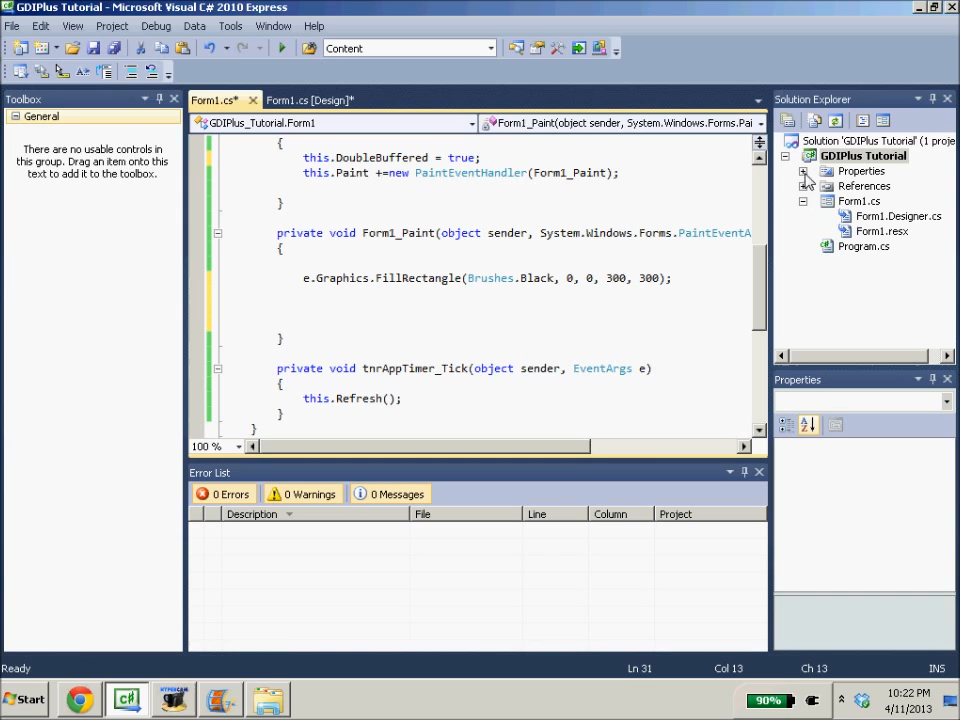 GDIPlus Tutorial - Microsoft Visual C# 2010 Express
File Edit View Project Debug Data Tools Window Help
Content
Toolbox
General
There are no usable controls in
this group. Drag an item onto this
text to add it to the toolbox.
Form1.cs* Form1.cs [Design]*
GDIPlus_Tutorial.Form1
Form1_Paint(object sender, System.Windows.Forms.Pai
{
this.DoubleBuffered = true;
this.Paint +=new PaintEventHandler(Form1_Paint);
}
private void Form1_Paint(object sender, System.Windows.Forms.PaintEventA
{
e.Graphics.FillRectangle(Brushes.Black, 0, 0, 300, 300);
}
private void tnrAppTimer_Tick(object sender, EventArgs e)
{
this.Refresh();
}
}
100 %
Error List
0 Errors 0 Warnings 0 Messages
Description File Line Column Project
Solution Explorer
Solution 'GDIPlus Tutorial' (1 proje
GDIPlus Tutorial
Properties
References
Form1.cs
Form1.Designer.cs
Form1.resx
Program.cs
Properties
Ready Ln 31 Col 13 Ch 13 INS
Start
C#
HYPERCAM
90%
10:22 PM
4/11/2013